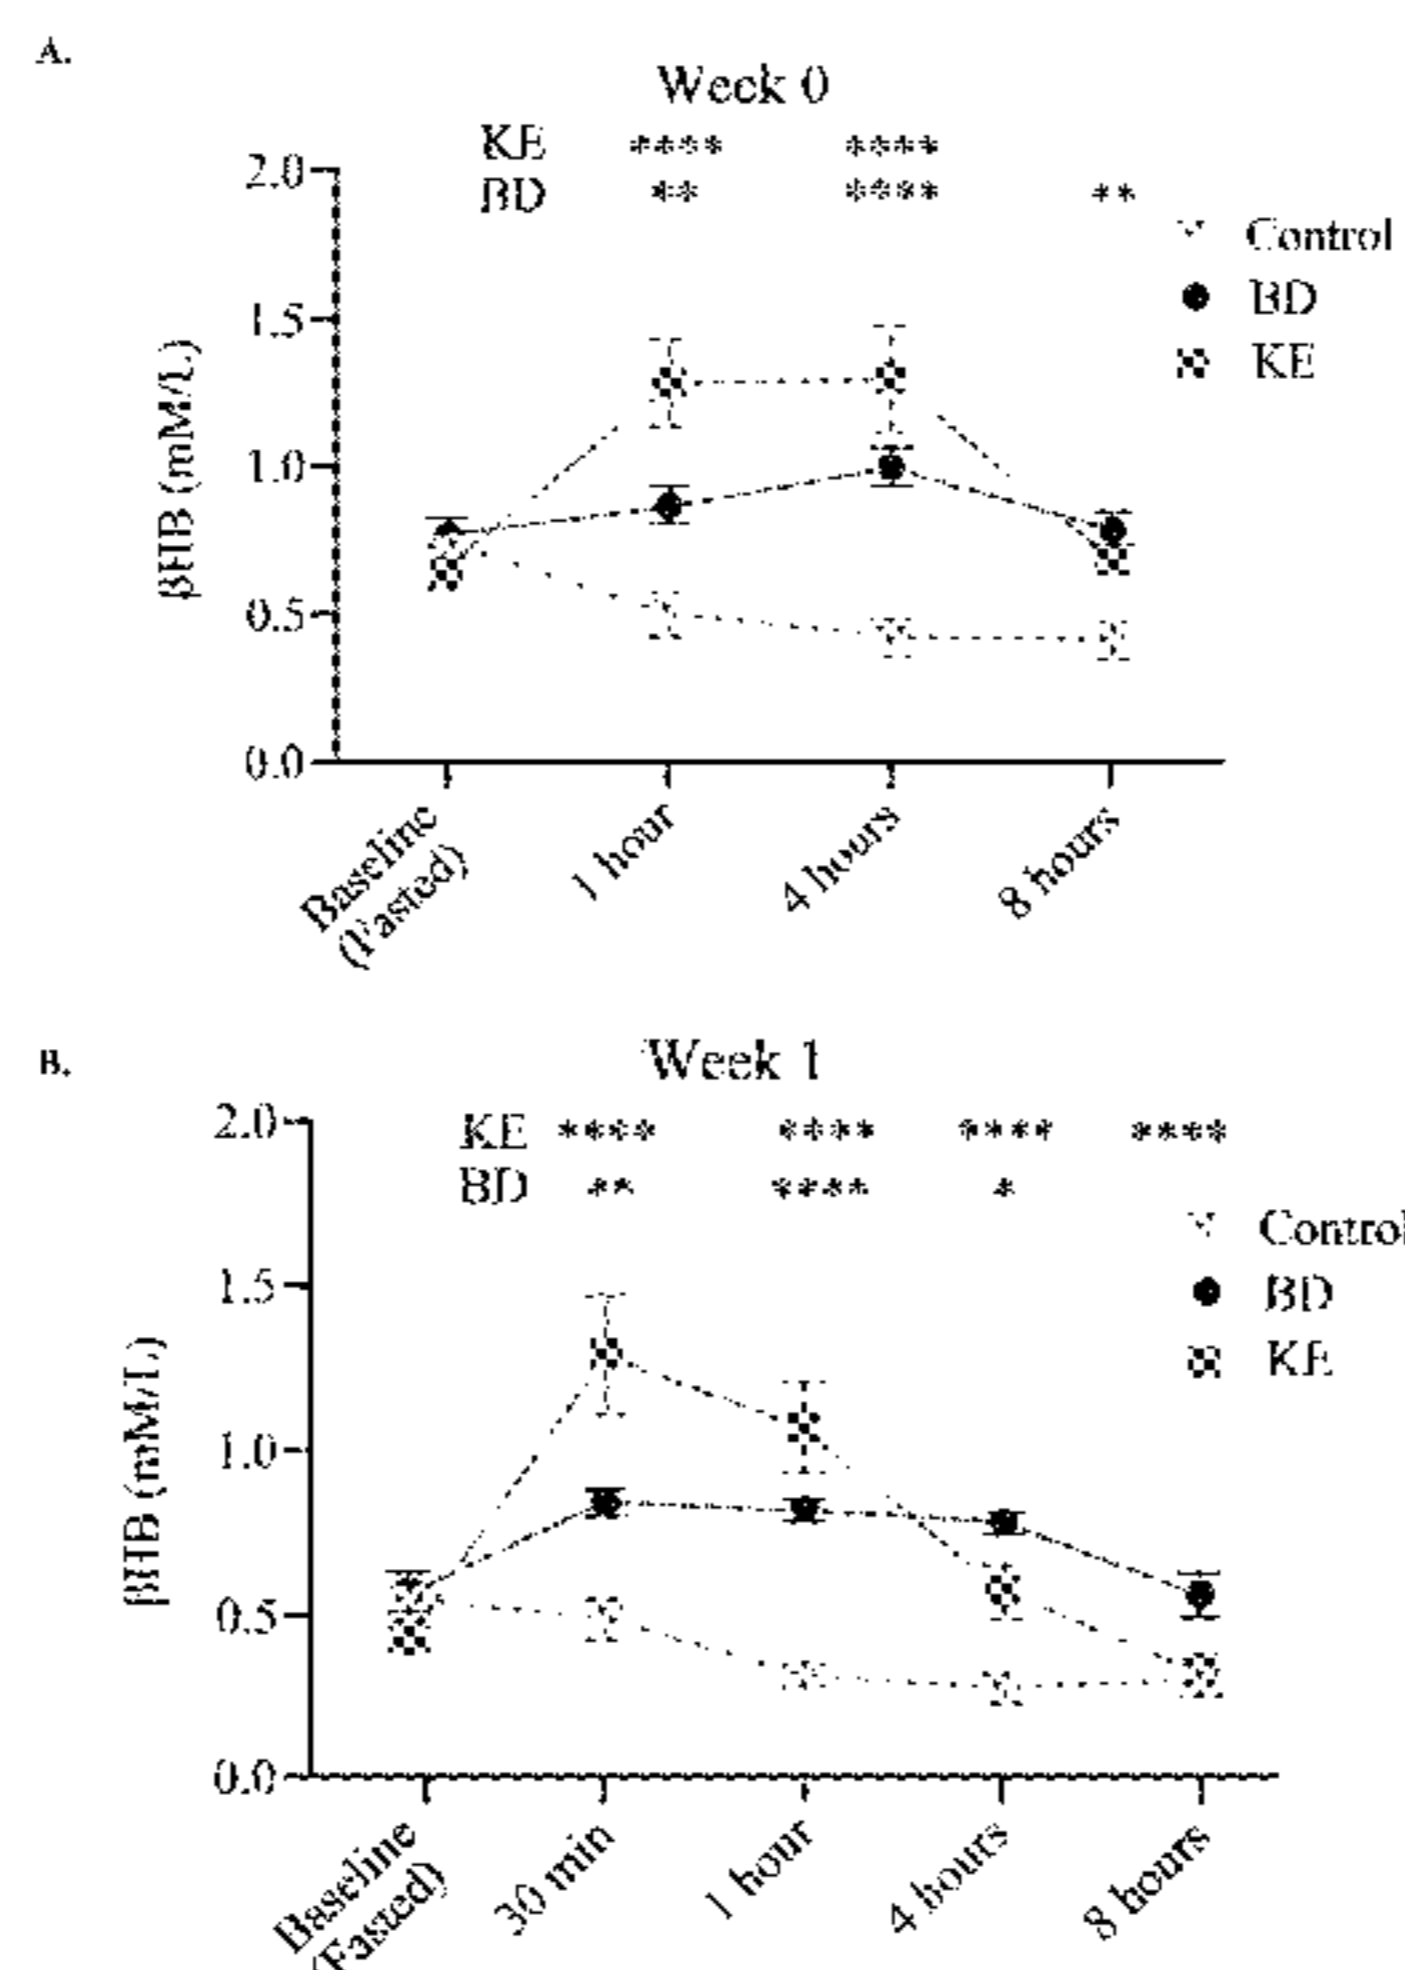 A.
Week 0
KE **** ****
BD ** **** **
2.0
1.5
1.0
0.5
0.0
βHB (mM/L)
Control
BD
KE
Baseline
(Fasted)
1 hour
4 hours
8 hours
B.
Week 1
KE **** **** **** ****
BD ** **** *
2.0
1.5
1.0
0.5
0.0
βHB (mM/L)
Control
BD
KE
Baseline
(Fasted)
30 min
1 hour
4 hours
8 hours